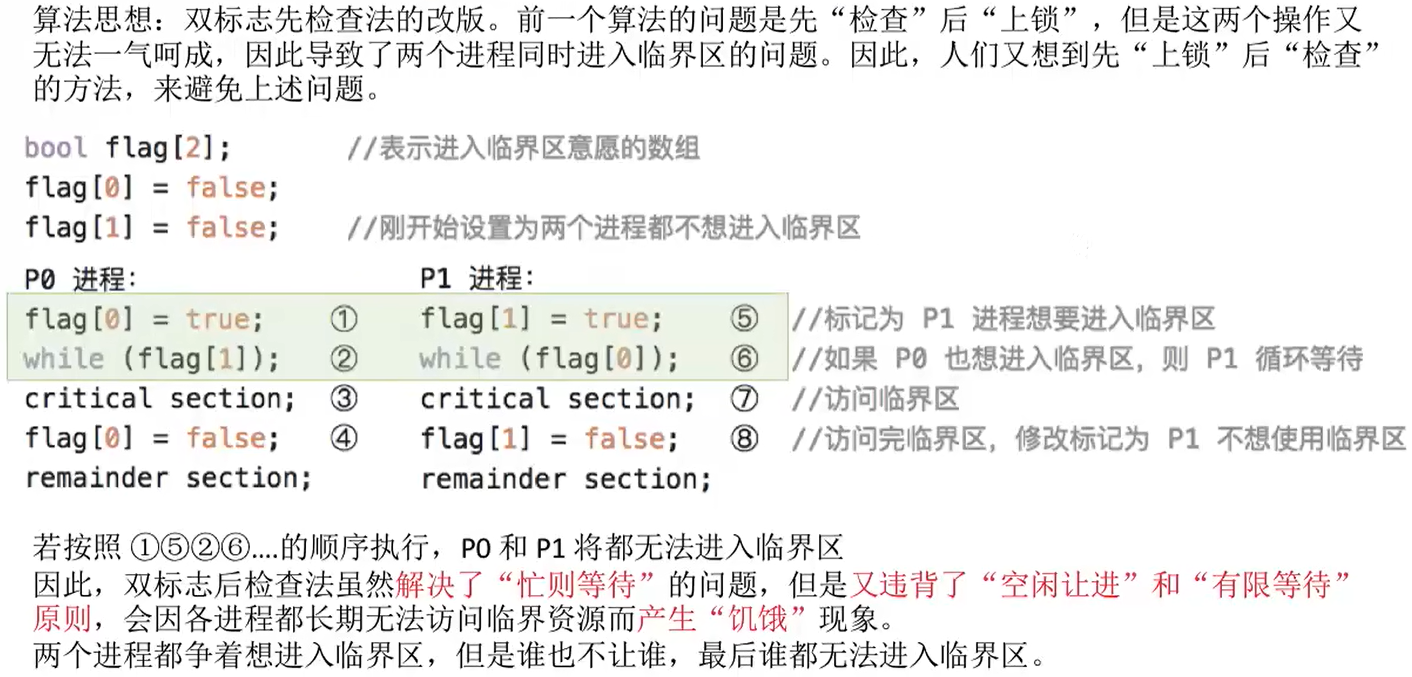 算法思想：双标志先检查法的改版。前一个算法的问题是先“检查”后“上锁”，但是这两个操作又
无法一气呵成，因此导致了两个进程同时进入临界区的问题。因此，人们又想到先“上锁”后“检查”
的方法，来避免上述问题。
bool flag[2]; //表示进入临界区意愿的数组
flag[0] = false;
flag[1] = false; //刚开始设置为两个进程都不想进入临界区
P0 进程： P1 进程：
flag[0] = true; ① flag[1] = true; ⑤ //标记为 P1 进程想要进入临界区
while (flag[1]); ② while (flag[0]); ⑥ //如果 P0 也想进入临界区，则 P1 循环等待
critical section; ③ critical section; ⑦ //访问临界区
flag[0] = false; ④ flag[1] = false; ⑧ //访问完临界区，修改标记为 P1 不想使用临界区
remainder section; remainder section;
若按照 ①⑤②⑥....的顺序执行，P0 和 P1 将都无法进入临界区
因此，双标志后检查法虽然解决了“忙则等待”的问题，但是又违背了“空闲让进”和“有限等待”
原则，会因各进程都长期无法访问临界资源而产生“饥饿”现象。
两个进程都争着想进入临界区，但是谁也不让谁，最后谁都无法进入临界区。